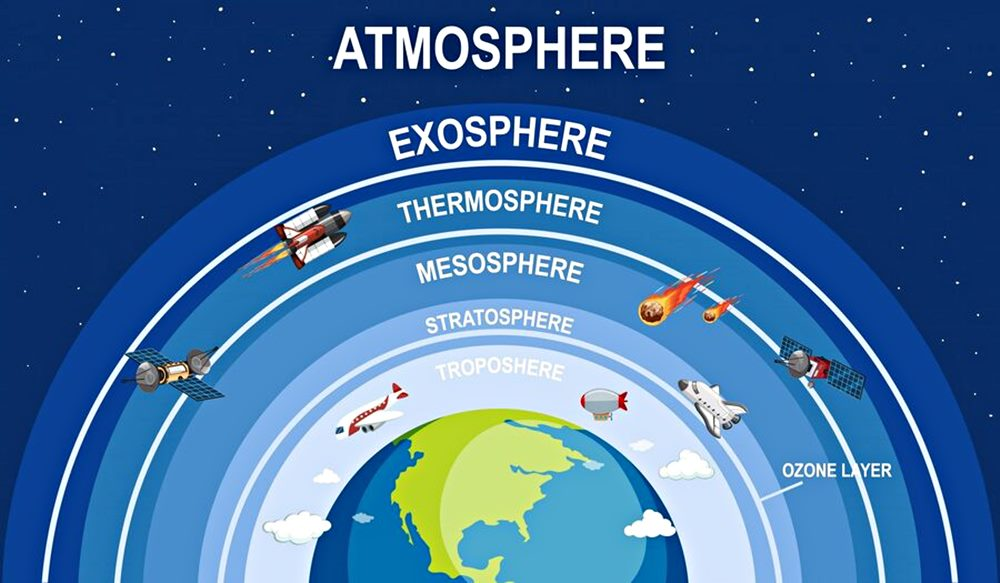 ATMOSPHERE
EXOSPHERE
THERMOSPHERE
MESOSPHERE
STRATOSPHERE
TROPOSHERE
OZONE LAYER